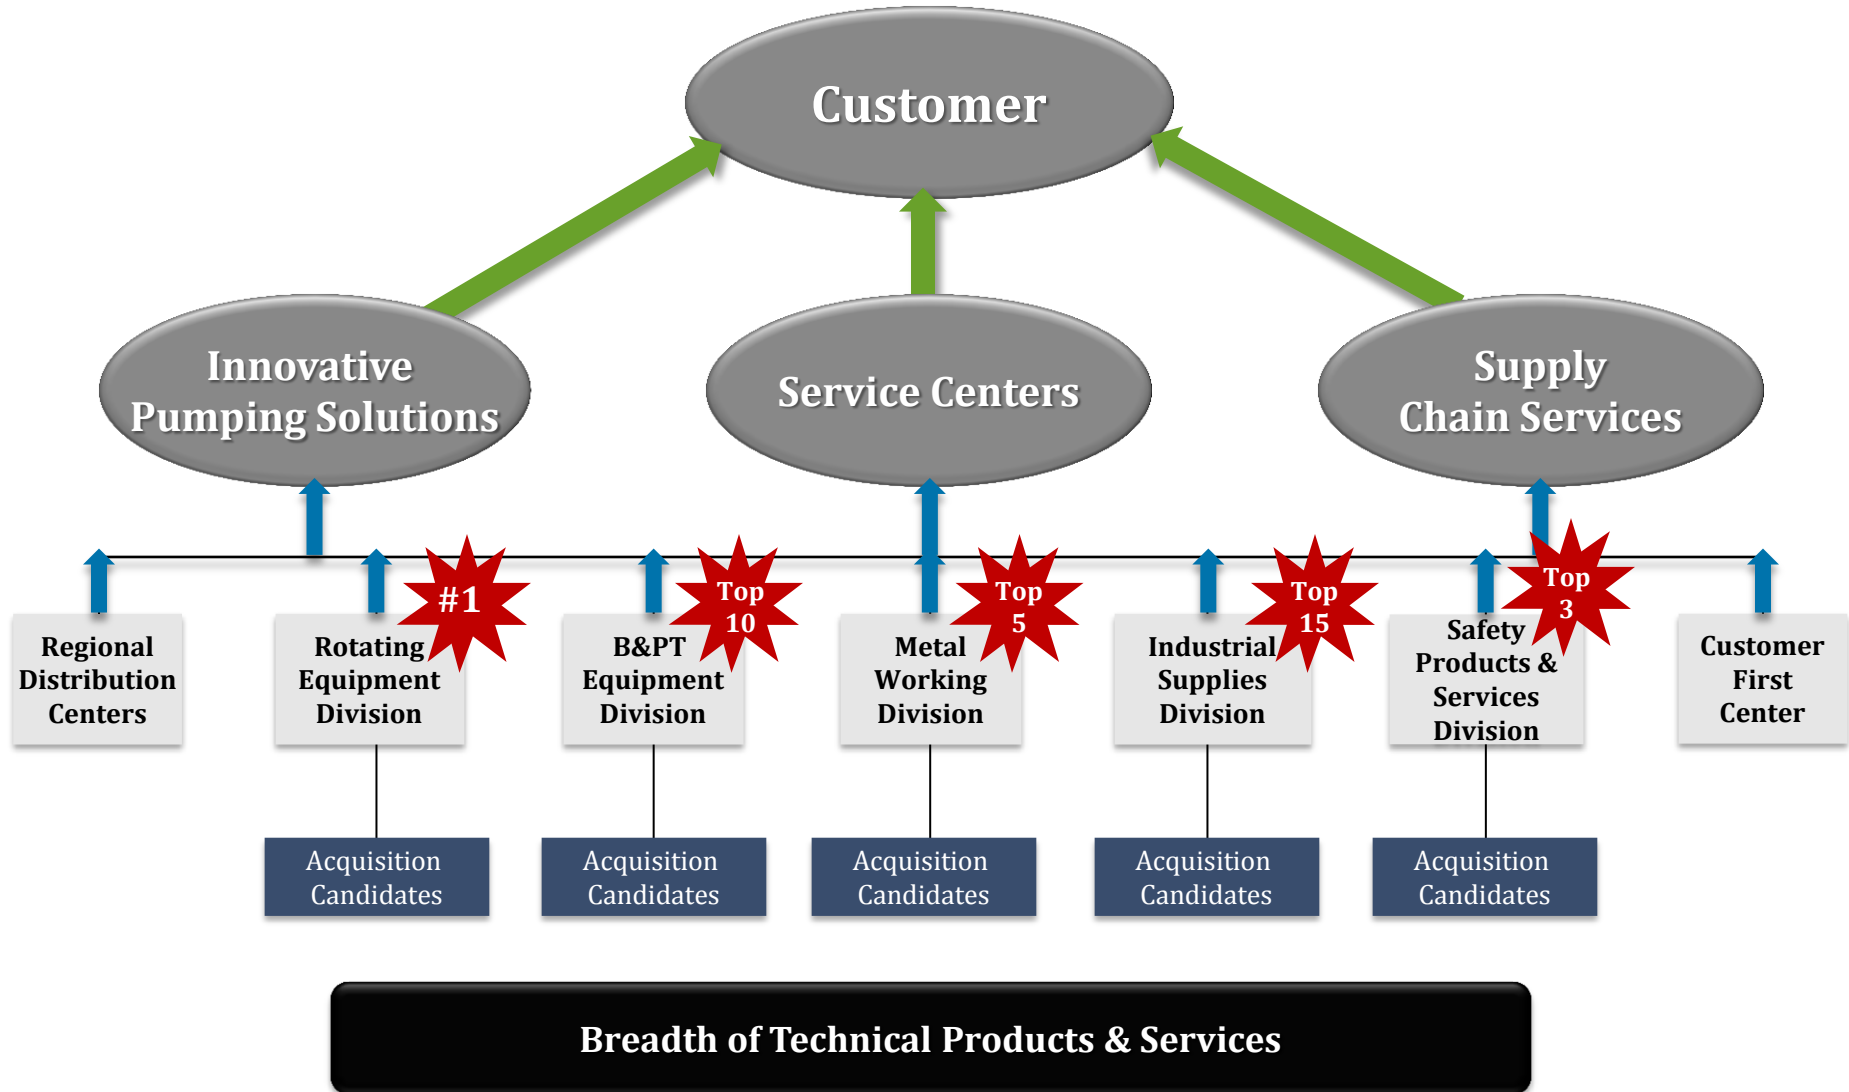 Customer
Innovative
Pumping Solutions
Service Centers
Supply
Chain Services
Regional
Distribution
Centers
Rotating
Equipment
Division
#1
B&PT
Equipment
Division
Top
10
Metal
Working
Division
Top
5
Industrial
Supplies
Division
Top
15
Safety
Products &
Services
Division
Top
3
Customer
First
Center
Acquisition
Candidates
Acquisition
Candidates
Acquisition
Candidates
Acquisition
Candidates
Acquisition
Candidates
Breadth of Technical Products & Services